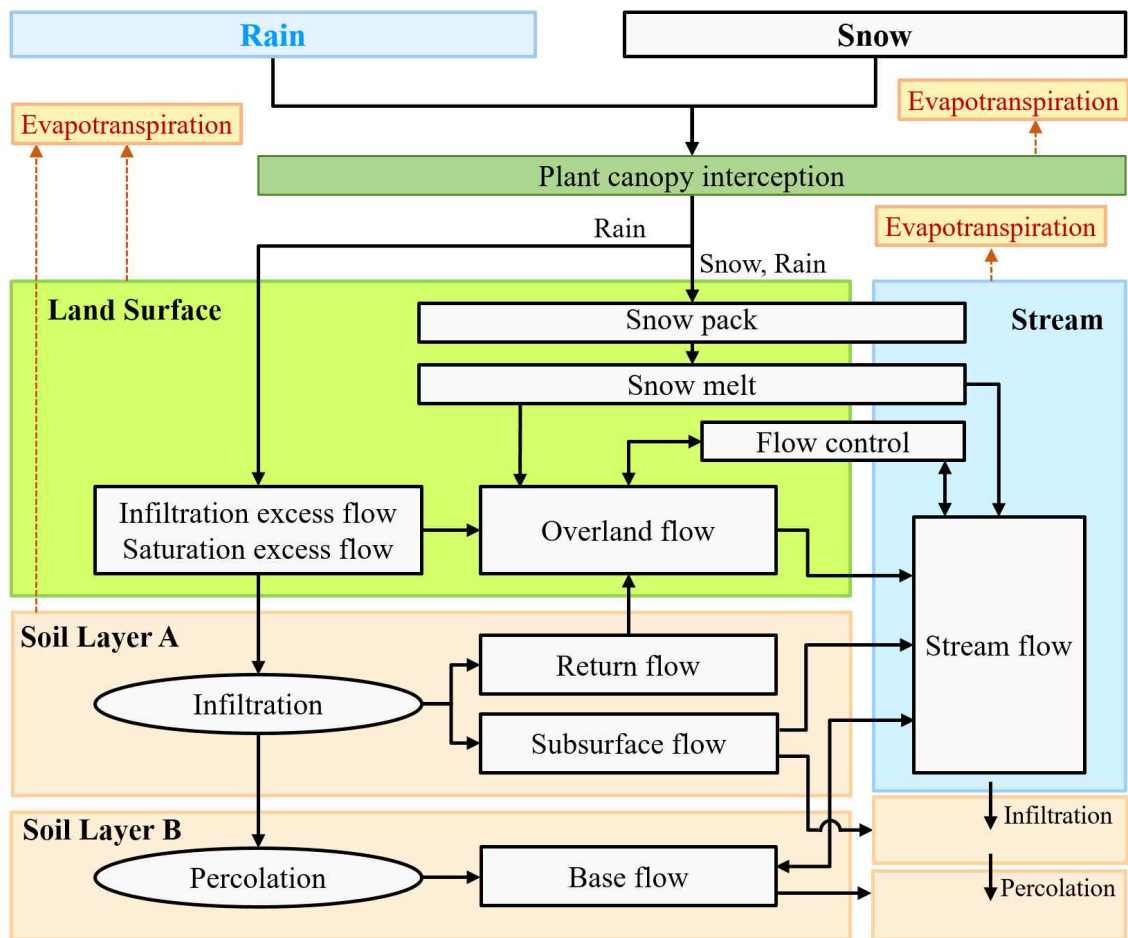 Rain
Snow
Evapotranspiration
Evapotranspiration
Plant canopy interception
Evapotranspiration
Rain
Snow, Rain
Land Surface
Stream
Snow pack
Snow melt
Flow control
Infiltration excess flow
Saturation excess flow
Overland flow
Soil Layer A
Return flow
Stream flow
Infiltration
Subsurface flow
Soil Layer B
Infiltration
Percolation
Base flow
Percolation